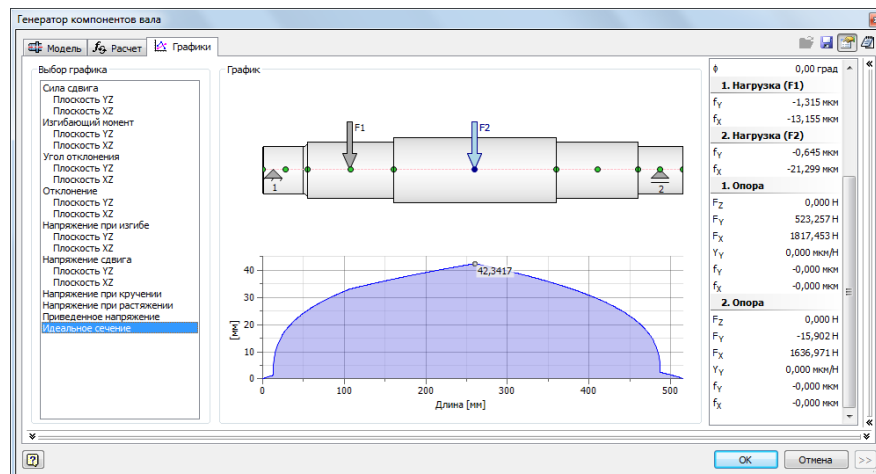 Генератор компонентов вала
Модель
fg Расчет
Графики
Выбор графика
Сила сдвига
Плоскость YZ
Плоскость XZ
Изгибающий момент
Плоскость YZ
Плоскость XZ
Угол отклонения
Плоскость YZ
Плоскость XZ
Отклонение
Плоскость YZ
Плоскость XZ
Напряжение при изгибе
Плоскость YZ
Плоскость XZ
Напряжение сдвига
Плоскость YZ
Плоскость XZ
Напряжение при кручении
Напряжение при растяжении
Приведенное напряжение
Идеальное сечение
График
F1
F2
1
2
42,3417
40
30
20
10
0
[мм]
0
100
200
300
400
500
Длина [мм]
ϕ 0,00 град
1. Нагрузка (F1)
fY -1,315 мкм
fX -13,155 мкм
2. Нагрузка (F2)
fY -0,645 мкм
fX -21,299 мкм
1. Опора
FZ 0,000 Н
FY 523,257 Н
FX 1817,453 Н
YY 0,000 мкм/Н
fY -0,000 мкм
fX -0,000 мкм
2. Опора
FZ 0,000 Н
FY -15,902 Н
FX 1636,971 Н
YY 0,000 мкм/Н
fY -0,000 мкм
fX -0,000 мкм
OK
Отмена
>>